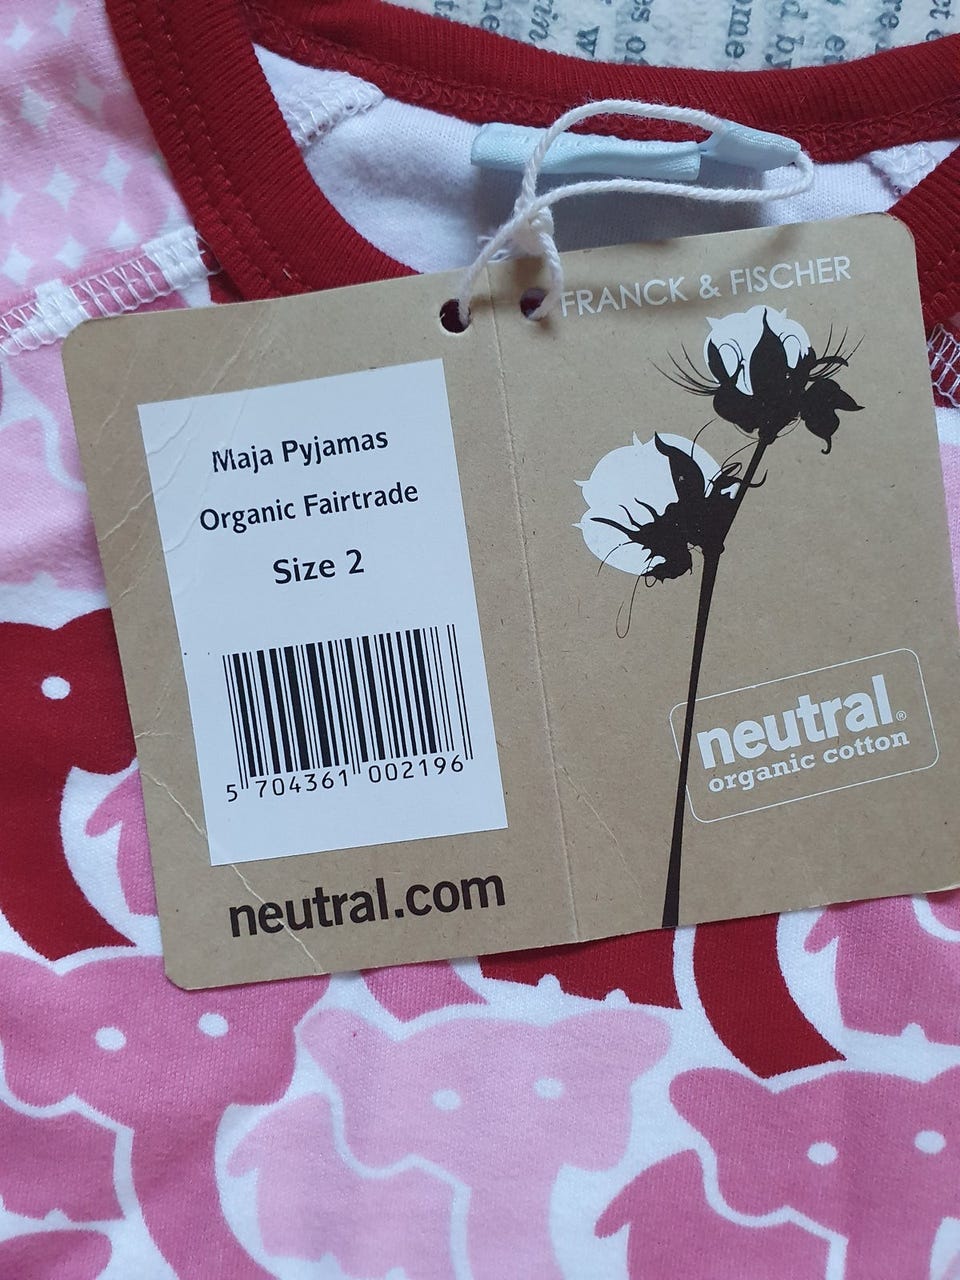 Maja Pyjamas
Organic Fairtrade
Size 2
5 704361 002196
neutral.com
FRANCK & FISCHER
neutral®
organic cotton